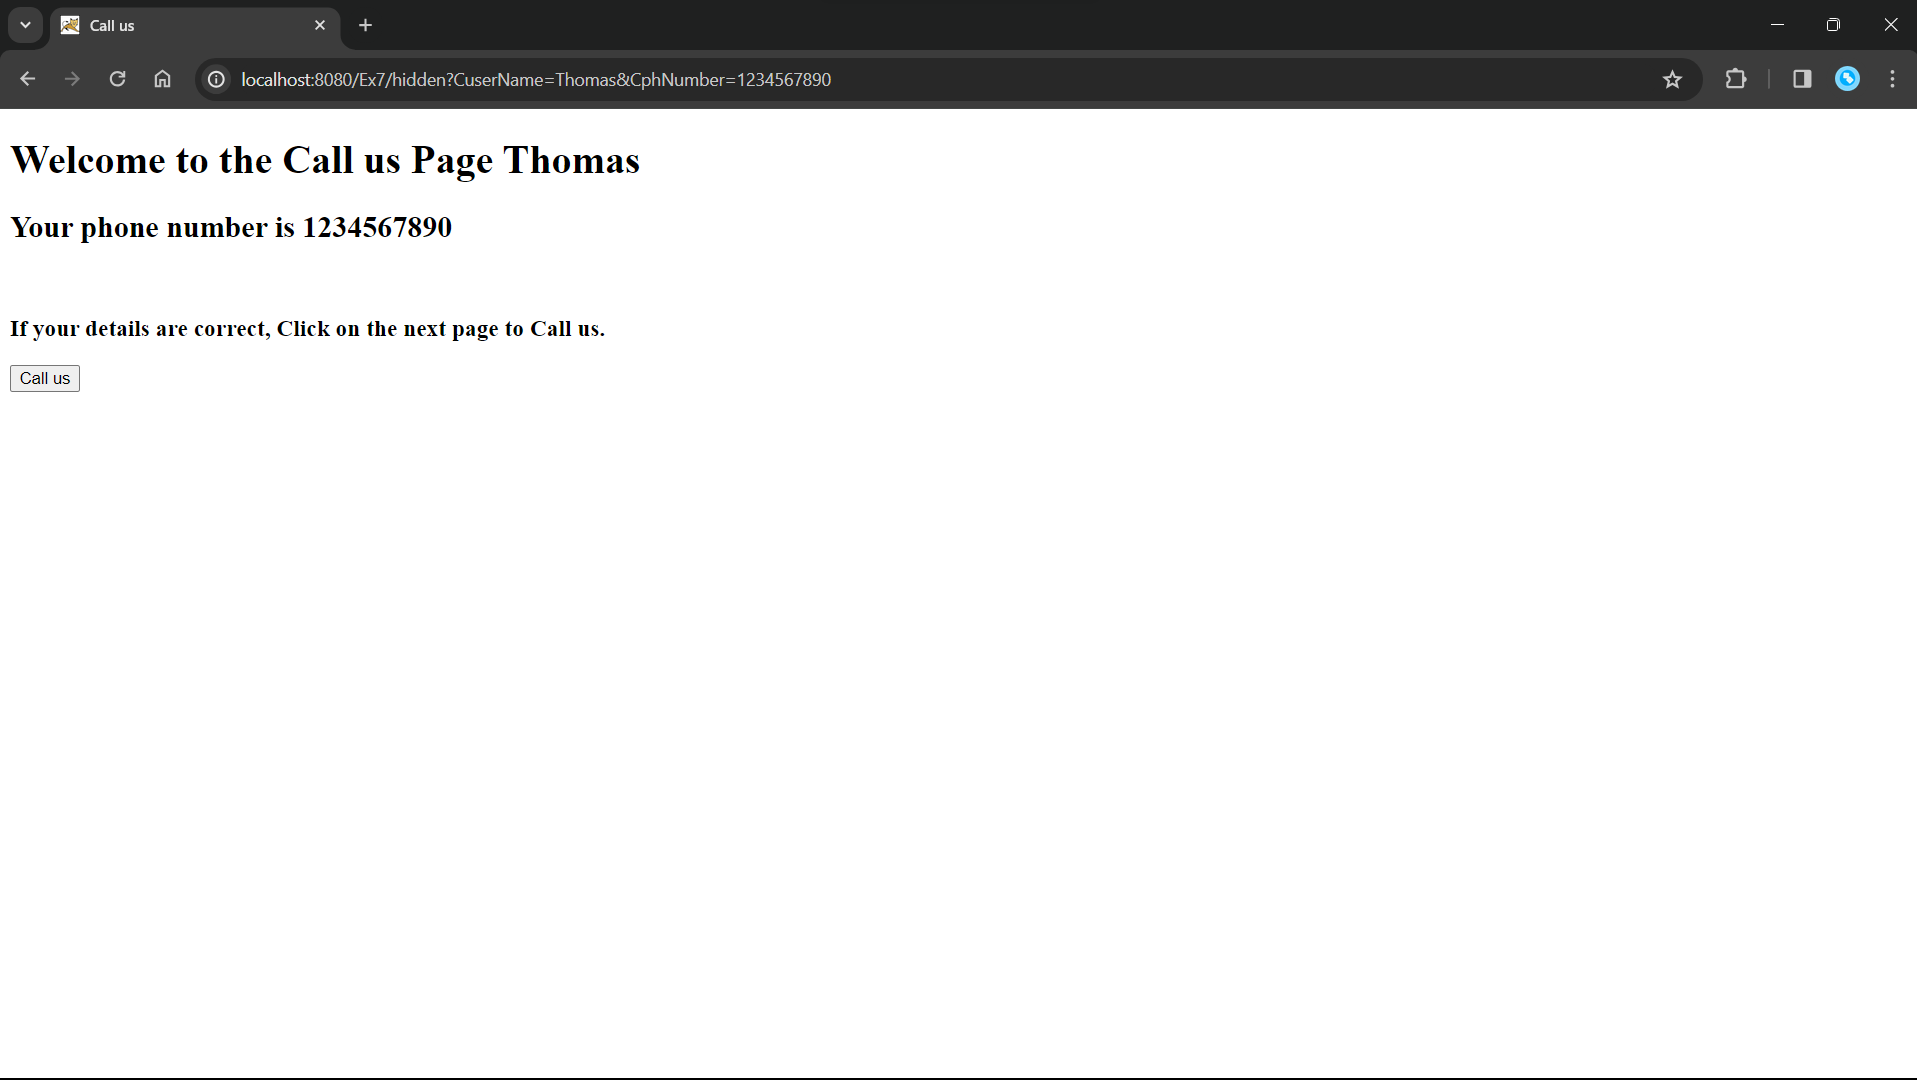 Call us
localhost:8080/Ex7/hidden?CuserName=Thomas&CphNumber=1234567890
Welcome to the Call us Page Thomas
Your phone number is 1234567890
If your details are correct, Click on the next page to Call us.
Call us